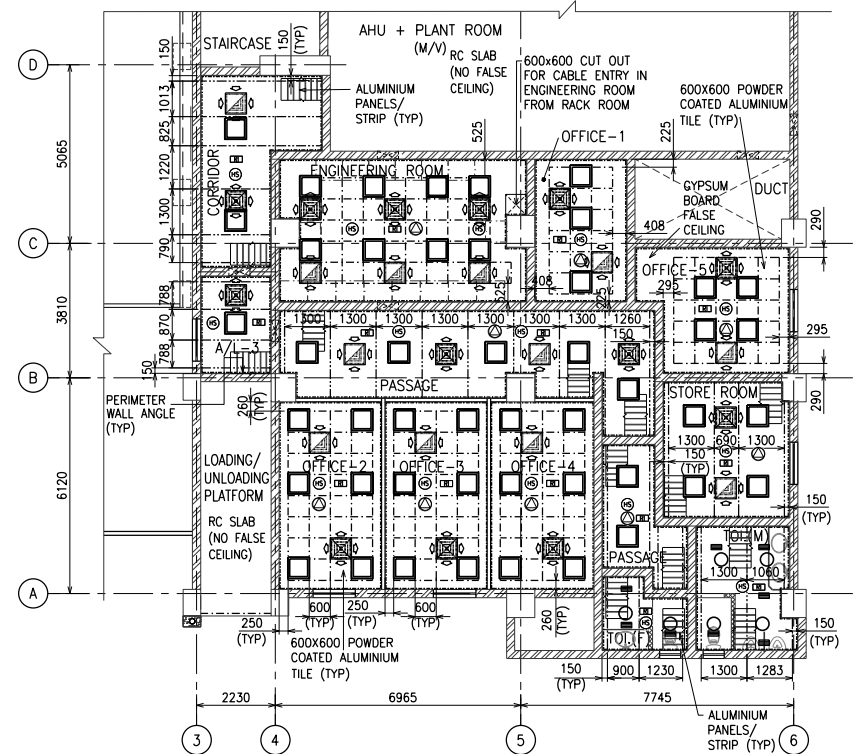 AHU + PLANT ROOM
(M/V)
STAIRCASE
150
(TYP)
RC SLAB
(NO FALSE
CEILING)
600x600 CUT OUT
FOR CABLE ENTRY IN
ENGINEERING ROOM
FROM RACK ROOM
600X600 POWDER
COATED ALUMINIUM
TILE (TYP)
ALUMINIUM
PANELS/
STRIP (TYP)
D
150
1013
825
1220
1300
790
5065
CORRIDOR
525
OFFICE-1
225
ENGINEERING ROOM
GYPSUM
BOARD
FALSE
CEILING
DUCT
408
290
C
OFFICE-5
295
408
525
225
788
870
788
3810
A/L-3
150
1300
1300
1300
1300
1300
1300
1260
150
295
B
PASSAGE
PERIMETER
WALL ANGLE
(TYP)
260
(TYP)
STORE ROOM
290
1300
690
1300
150
(TYP)
LOADING/
UNLOADING
PLATFORM
RC SLAB
(NO FALSE
CEILING)
OFFICE-2
OFFICE-3
OFFICE-4
6120
150
(TYP)
TOI.(M)
PASSAGE
1300
1060
A
250
(TYP)
600
(TYP)
250
(TYP)
600
(TYP)
260
(TYP)
TOI.(F)
150
(TYP)
600X600 POWDER
COATED ALUMINIUM
TILE (TYP)
150
(TYP)
900
1230
1300
1283
2230
6965
7745
ALUMINIUM
PANELS/
STRIP (TYP)
3
4
5
6